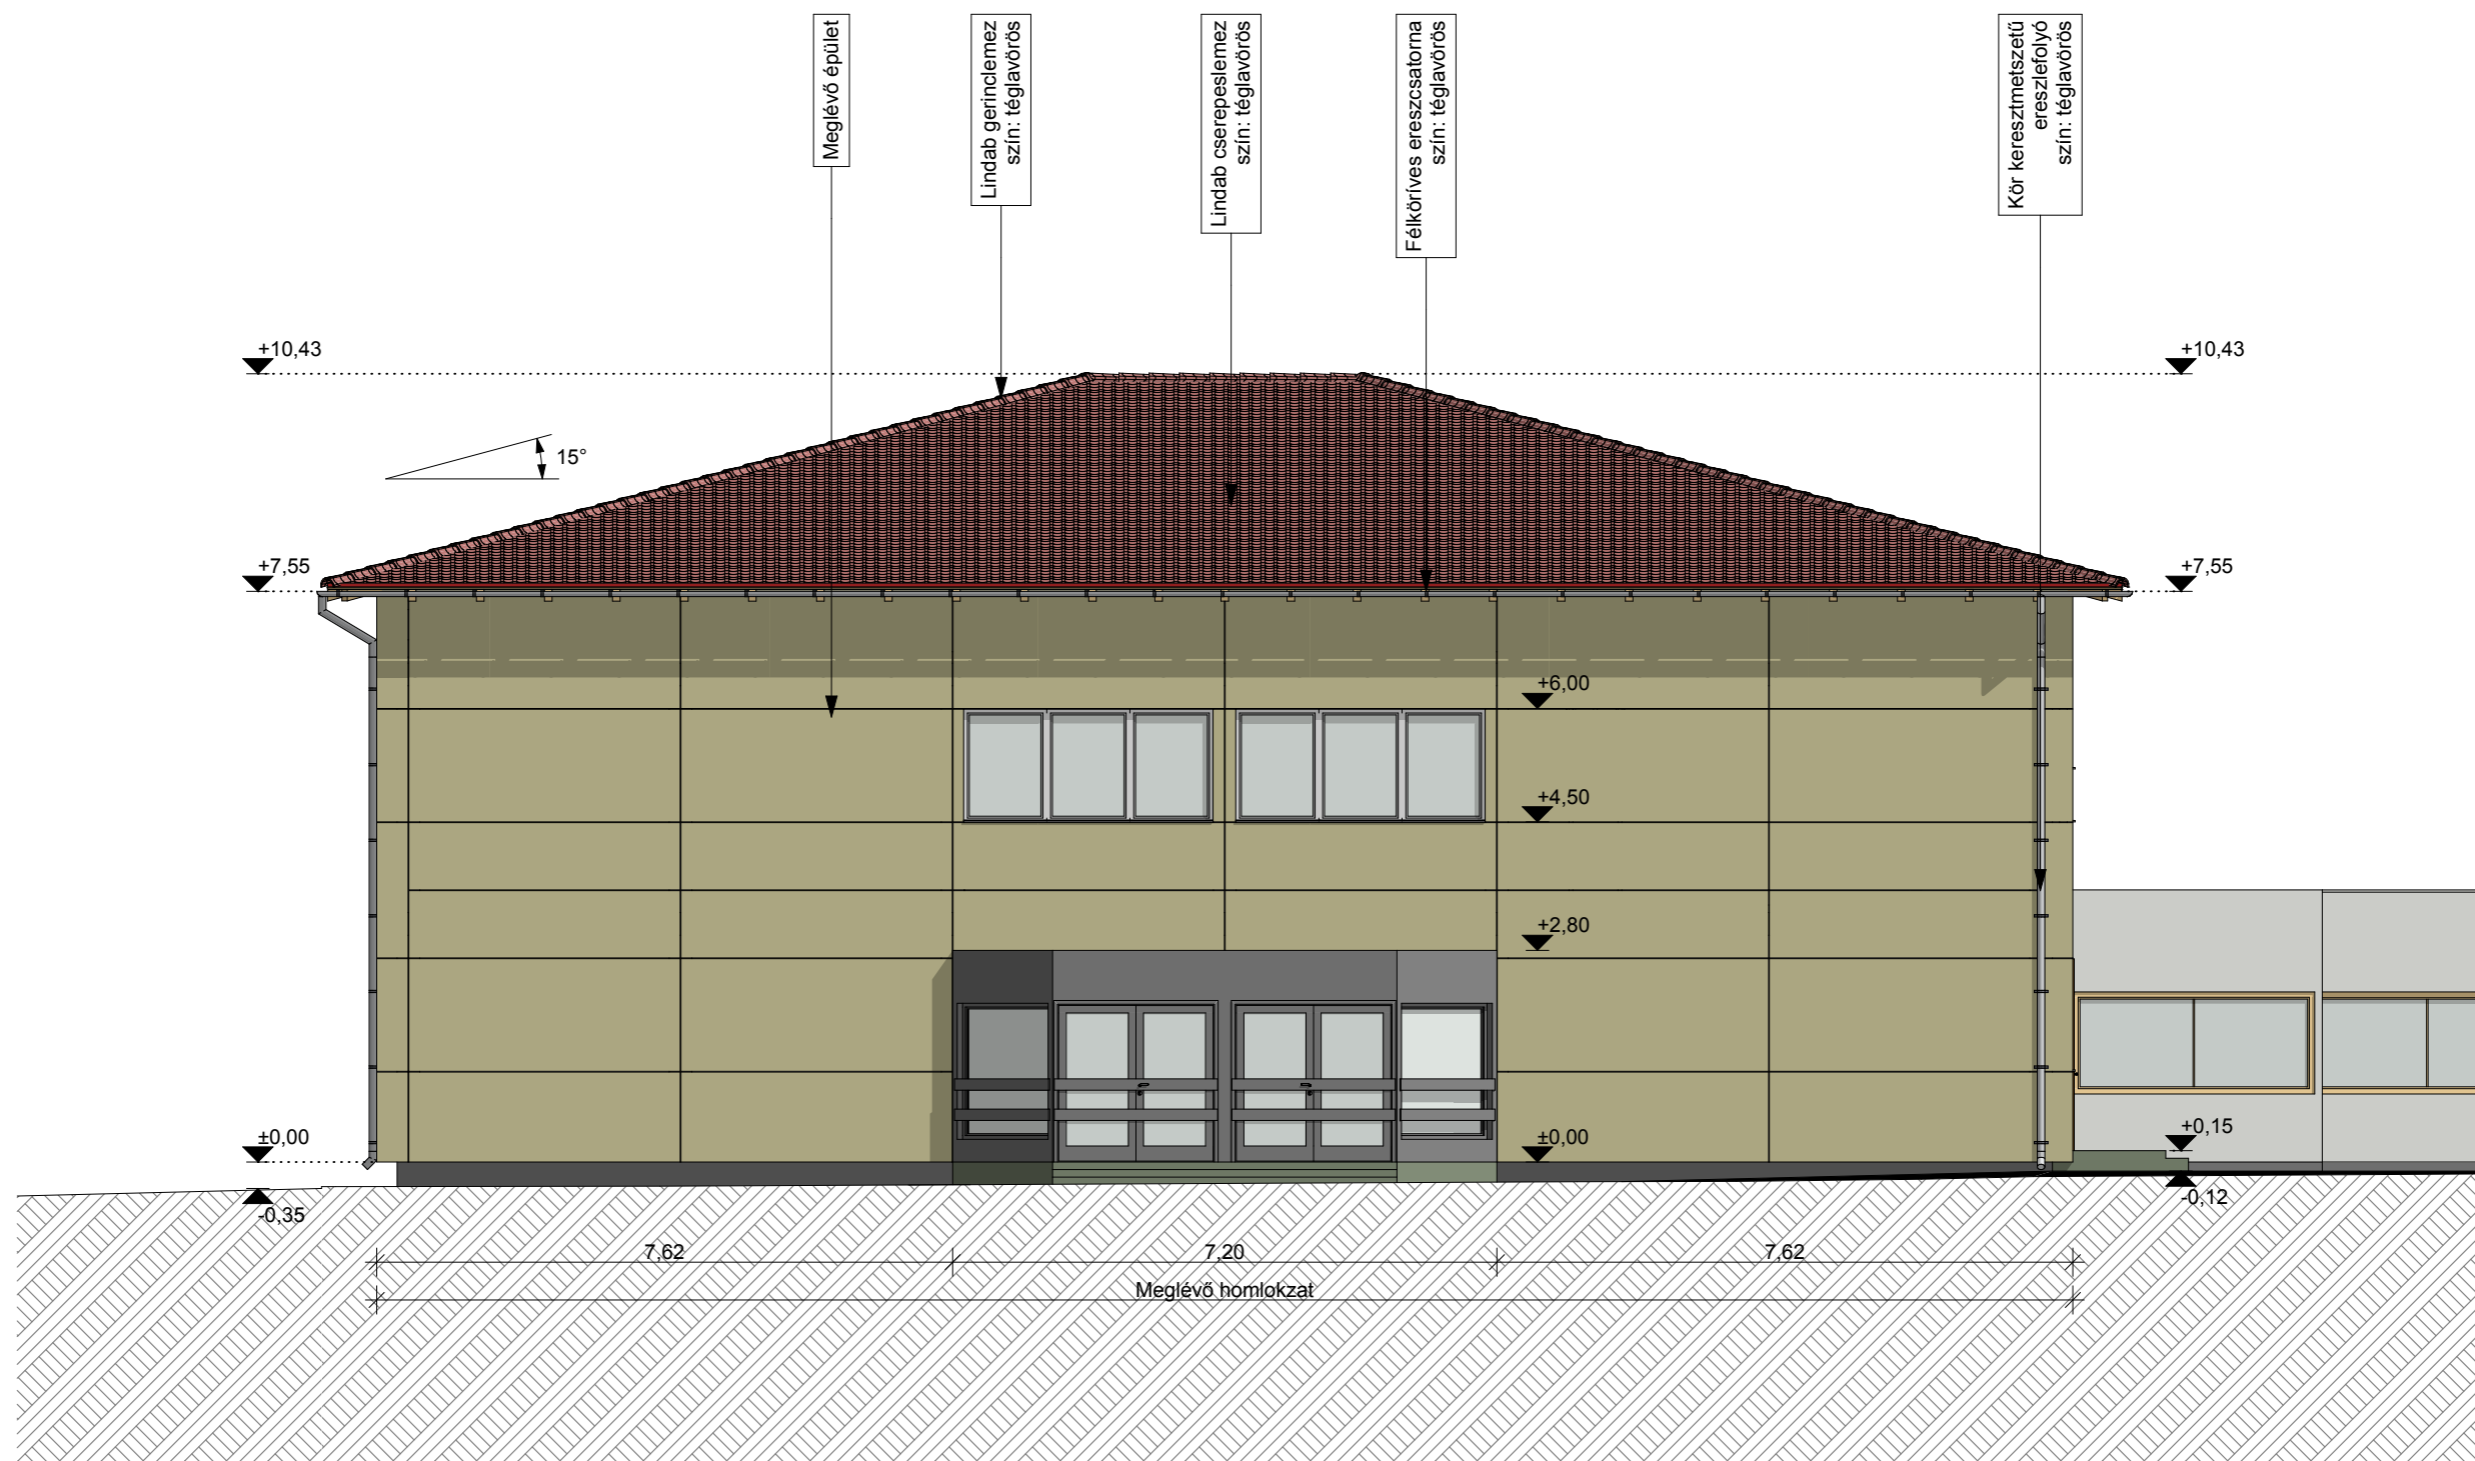 Meglévő épület
Lindab gerinclemez
szín: téglavörös
Lindab cserepeslemez
szín: téglavörös
Félköríves ereszcsatorna
szín: téglavörös
Kör keresztmetszetű
ereszlefolyó
szín: téglavörös
+10,43
+10,43
15°
+7,55
+7,55
+6,00
+4,50
+2,80
±0,00
±0,00
+0,15
-0,35
-0,12
7,62
7,20
7,62
Meglévő homlokzat